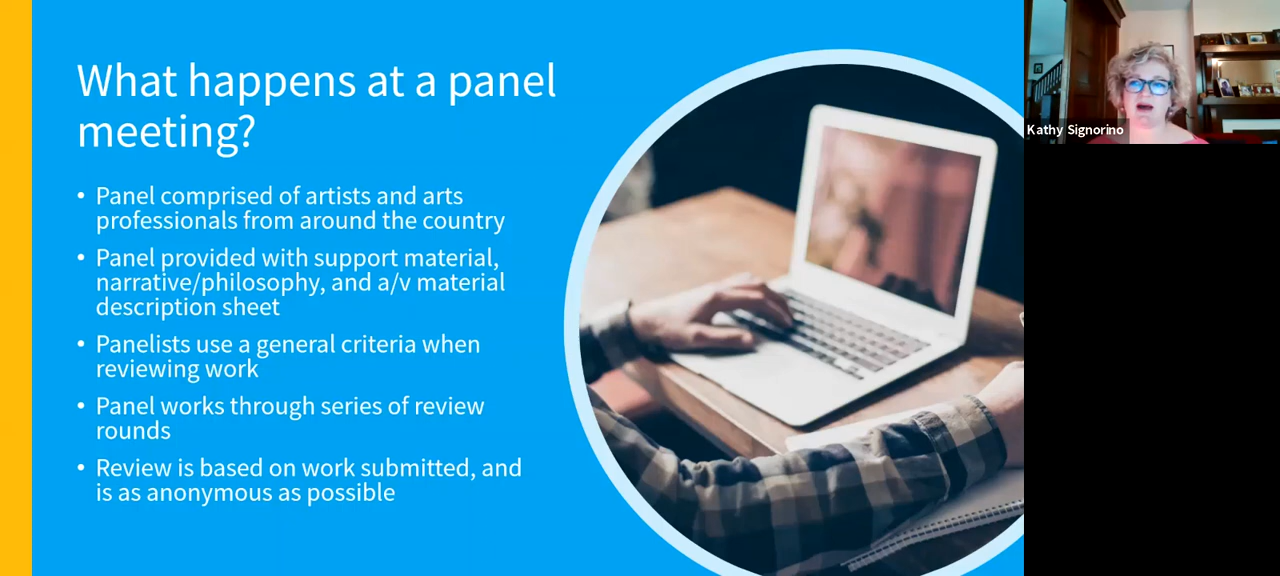 What happens at a panel
meeting?
• Panel comprised of artists and arts
professionals from around the country
• Panel provided with support material,
narrative/philosophy, and a/v material
description sheet
• Panelists use a general criteria when
reviewing work
• Panel works through series of review
rounds
• Review is based on work submitted, and
is as anonymous as possible
Kathy Signorino